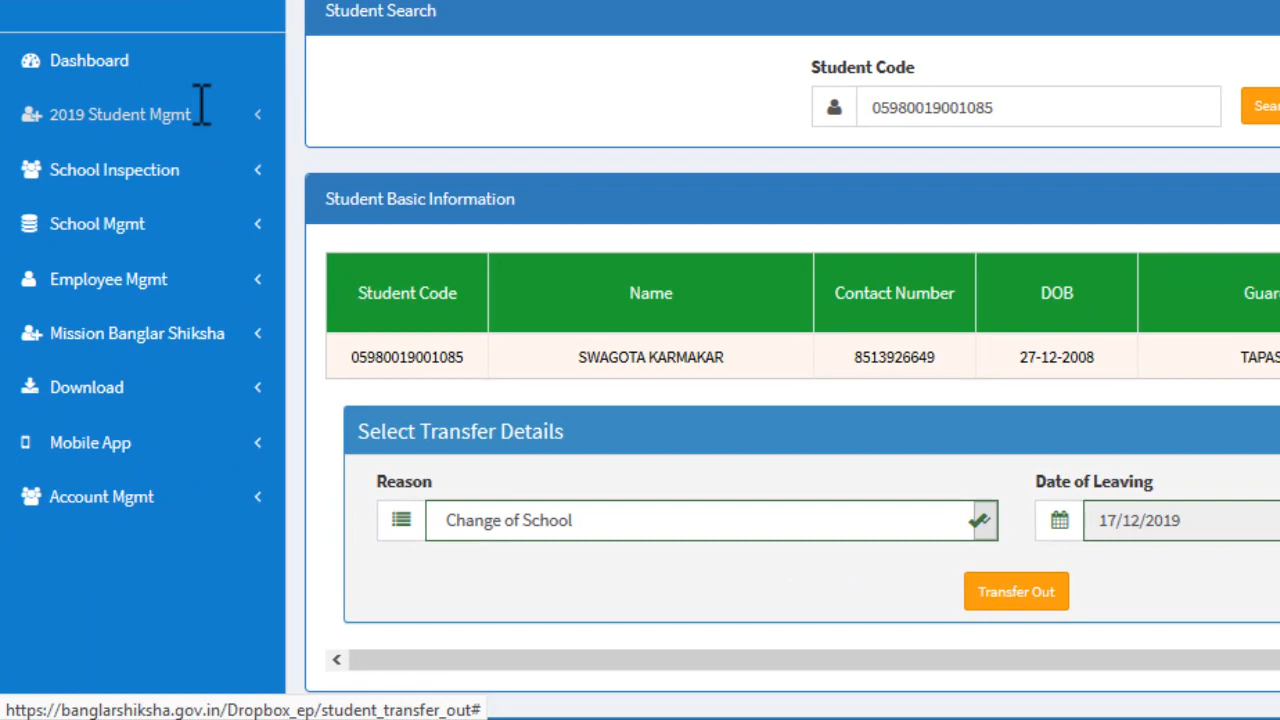 Student Search
Dashboard
Student Code
2019 Student Mgmt
05980019001085
School Inspection
Student Basic Information
School Mgmt
Employee Mgmt
Student Code Name Contact Number DOB
Mission Banglar Shiksha
05980019001085 SWAGOTA KARMAKAR 8513926649 27-12-2008 TAPAS
Download
Select Transfer Details
Mobile App
Reason Date of Leaving
Account Mgmt
Change of School 17/12/2019
Transfer Out
https://banglarshiksha.gov.in/Dropbox_ep/student_transfer_out#